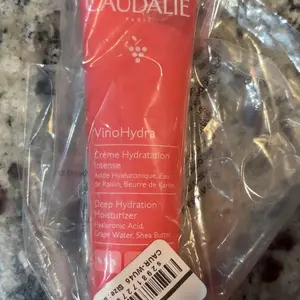 CAUDALIE
PARIS
VinoHydra
Crème Hydratation
Intense
Acide Hyaluronique, Eau
de Raisin, Beurre de Karité
Deep Hydration
Moisturizer
Hyaluronic Acid,
Grape Water, Shea Butter